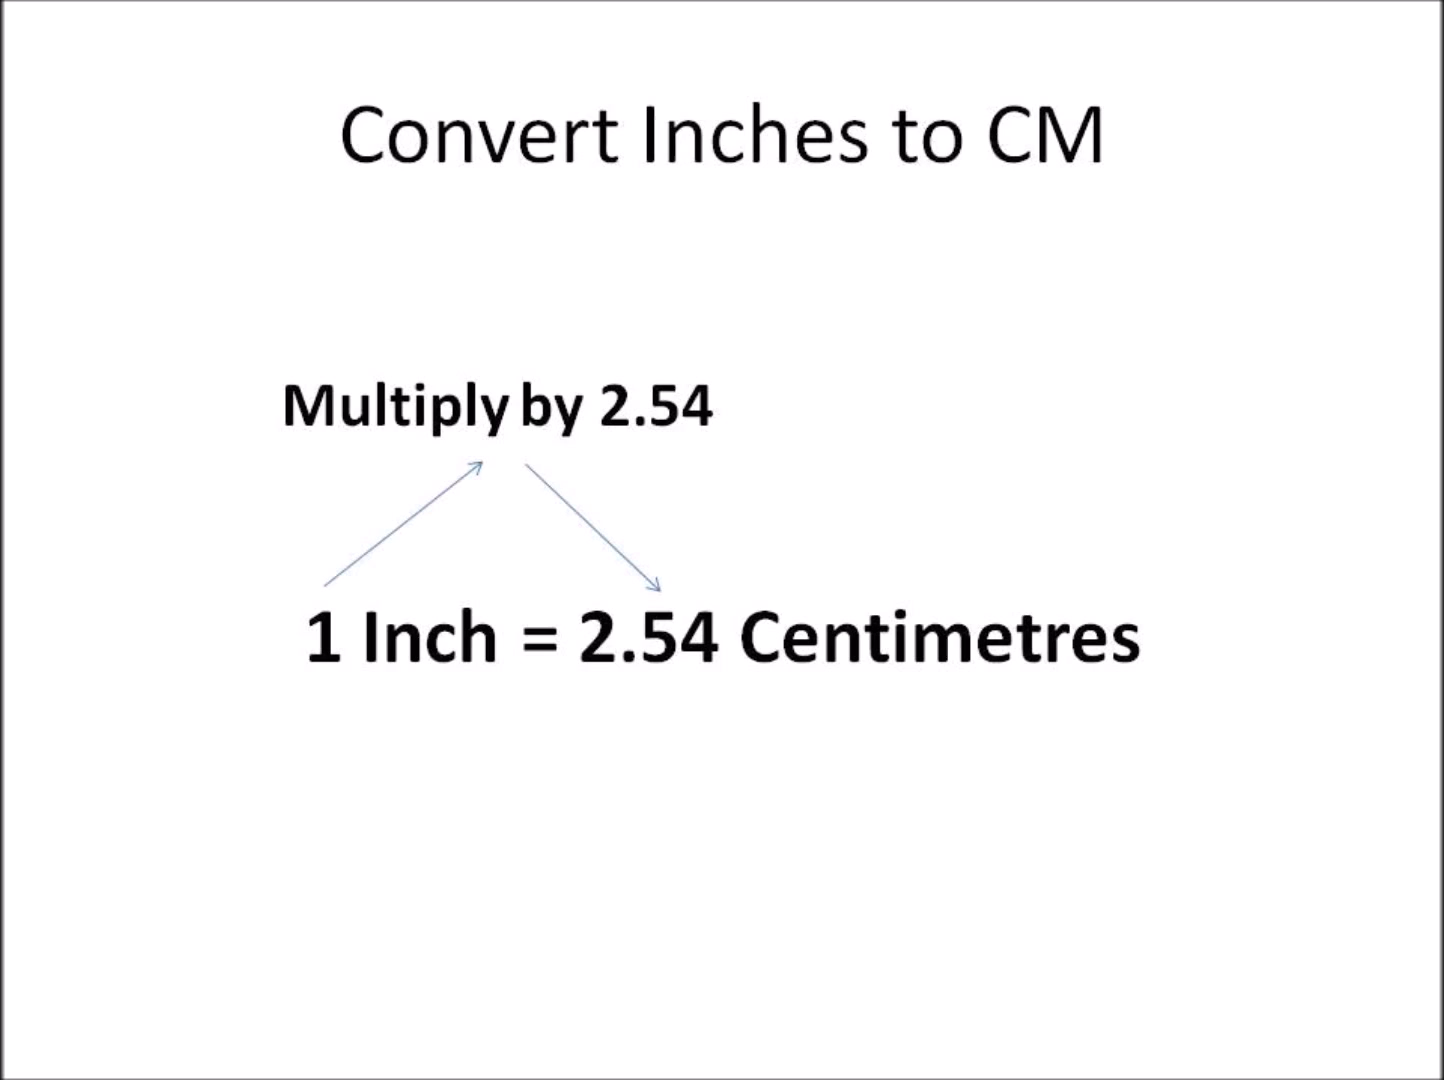 Convert Inches to CM
Multiply by 2.54
1 Inch = 2.54 Centimetres